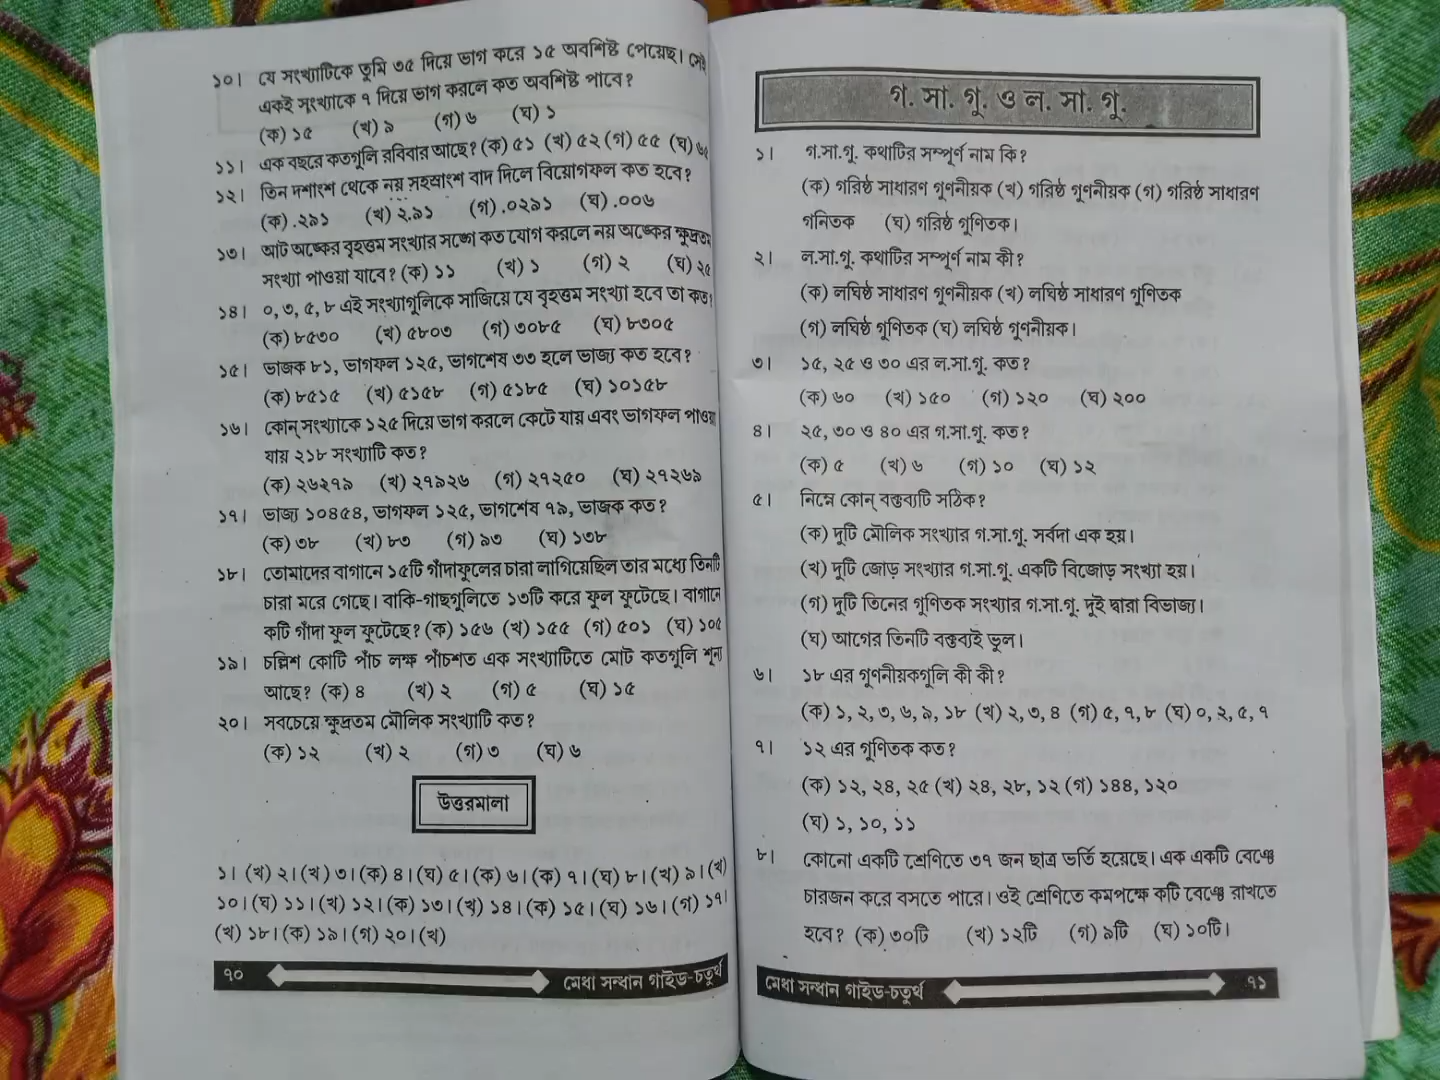 ১০। যে সংখ্যাটিকে তুমি ৩৫ দিয়ে ভাগ করে ১৫ অবশিষ্ট পেয়েছ। সেই
একই সংখ্যাকে ৭ দিয়ে ভাগ করলে কত অবশিষ্ট পাবে?
(ক) ১৫ (খ) ৯ (গ) ৬ (ঘ) ১
১১। এক বছরে কতগুলি রবিবার আছে? (ক) ৫১ (খ) ৫২ (গ) ৫৫ (ঘ) ৬৫
১২। তিন দশাংশ থেকে নয় সহস্রাংশ বাদ দিলে বিয়োগফল কত হবে?
(ক) .২৯১ (খ) ২.৯১ (গ) .০২৯১ (ঘ) .০০৬
১৩। আট অঙ্কের বৃহত্তম সংখ্যার সঙ্গে কত যোগ করলে নয় অঙ্কের ক্ষুদ্রতম
সংখ্যা পাওয়া যাবে? (ক) ১১ (খ) ১ (গ) ২ (ঘ) ২৫
১৪। ০, ৩, ৫, ৮ এই সংখ্যাগুলিকে সাজিয়ে যে বৃহত্তম সংখ্যা হবে তা কত?
(ক) ৮৫৩০ (খ) ৫৮০৩ (গ) ৩০৮৫ (ঘ) ৮৩০৫
১৫। ভাজক ৮১, ভাগফল ১২৫, ভাগশেষ ৩৩ হলে ভাজ্য কত হবে?
(ক) ৮৫১৫ (খ) ৫১৫৮ (গ) ৫১৮৫ (ঘ) ১০১৫৮
১৬। কোন্ সংখ্যাকে ১২৫ দিয়ে ভাগ করলে কেটে যায় এবং ভাগফল পাওয়া
যায় ২১৮ সংখ্যাটি কত?
(ক) ২৬২৭৯ (খ) ২৭৯২৬ (গ) ২৭২৫০ (ঘ) ২৭২৬৯
১৭। ভাজ্য ১০৪৫৪, ভাগফল ১২৫, ভাগশেষ ৭৯, ভাজক কত?
(ক) ৩৮ (খ) ৮৩ (গ) ৯৩ (ঘ) ১৩৮
১৮। তোমাদের বাগানে ১৫টি গাঁদাফুলের চারা লাগিয়েছিল তার মধ্যে তিনটি
চারা মরে গেছে। বাকি-গাছগুলিতে ১৩টি করে ফুল ফুটেছে। বাগানে
কটি গাঁদা ফুল ফুটেছে? (ক) ১৫৬ (খ) ১৫৫ (গ) ৫০১ (ঘ) ১০৫
১৯। চল্লিশ কোটি পাঁচ লক্ষ পাঁচশত এক সংখ্যাটিতে মোট কতগুলি শূন্য
আছে? (ক) ৪ (খ) ২ (গ) ৫ (ঘ) ১৫
২০। সবচেয়ে ক্ষুদ্রতম মৌলিক সংখ্যাটি কত?
(ক) ১২ (খ) ২ (গ) ৩ (ঘ) ৬
উত্তরমালা
১। (খ) ২। (খ) ৩। (ক) ৪। (ঘ) ৫। (ক) ৬। (ক) ৭। (ঘ) ৮। (খ) ৯। (খ)
১০। (ঘ) ১১। (খ) ১২। (ক) ১৩। (খ) ১৪। (ক) ১৫। (ঘ) ১৬। (গ) ১৭।
(খ) ১৮। (ক) ১৯। (গ) ২০। (খ)
৭০ মেধা সন্ধান গাইড-চতুর্থ
গ. সা. গু. ও ল. সা. গু.
১। গ.সা.গু. কথাটির সম্পূর্ণ নাম কি?
(ক) গরিষ্ঠ সাধারণ গুণনীয়ক (খ) গরিষ্ঠ গুণনীয়ক (গ) গরিষ্ঠ সাধারণ
গনিতক (ঘ) গরিষ্ঠ গুণিতক।
২। ল.সা.গু. কথাটির সম্পূর্ণ নাম কী?
(ক) লঘিষ্ঠ সাধারণ গুণনীয়ক (খ) লঘিষ্ঠ সাধারণ গুণিতক
(গ) লঘিষ্ঠ গুণিতক (ঘ) লঘিষ্ঠ গুণনীয়ক।
৩। ১৫, ২৫ ও ৩০ এর ল.সা.গু. কত?
(ক) ৬০ (খ) ১৫০ (গ) ১২০ (ঘ) ২০০
৪। ২৫, ৩০ ও ৪০ এর গ.সা.গু. কত?
(ক) ৫ (খ) ৬ (গ) ১০ (ঘ) ১২
৫। নিম্নে কোন্ বক্তব্যটি সঠিক?
(ক) দুটি মৌলিক সংখ্যার গ.সা.গু. সর্বদা এক হয়।
(খ) দুটি জোড় সংখ্যার গ.সা.গু. একটি বিজোড় সংখ্যা হয়।
(গ) দুটি তিনের গুণিতক সংখ্যার গ.সা.গু. দুই দ্বারা বিভাজ্য।
(ঘ) আগের তিনটি বক্তব্যই ভুল।
৬। ১৮ এর গুণনীয়কগুলি কী কী?
(ক) ১, ২, ৩, ৬, ৯, ১৮ (খ) ২, ৩, ৪ (গ) ৫, ৭, ৮ (ঘ) ০, ২, ৫, ৭
৭। ১২ এর গুণিতক কত?
(ক) ১২, ২৪, ২৫ (খ) ২৪, ২৮, ১২ (গ) ১৪৪, ১২০
(ঘ) ১, ১০, ১১
৮। কোনো একটি শ্রেণিতে ৩৭ জন ছাত্র ভর্তি হয়েছে। এক একটি বেঞ্চে
চারজন করে বসতে পারে। ওই শ্রেণিতে কমপক্ষে কটি বেঞ্চে রাখতে
হবে? (ক) ৩০টি (খ) ১২টি (গ) ৯টি (ঘ) ১০টি।
মেধা সন্ধান গাইড-চতুর্থ ৭১